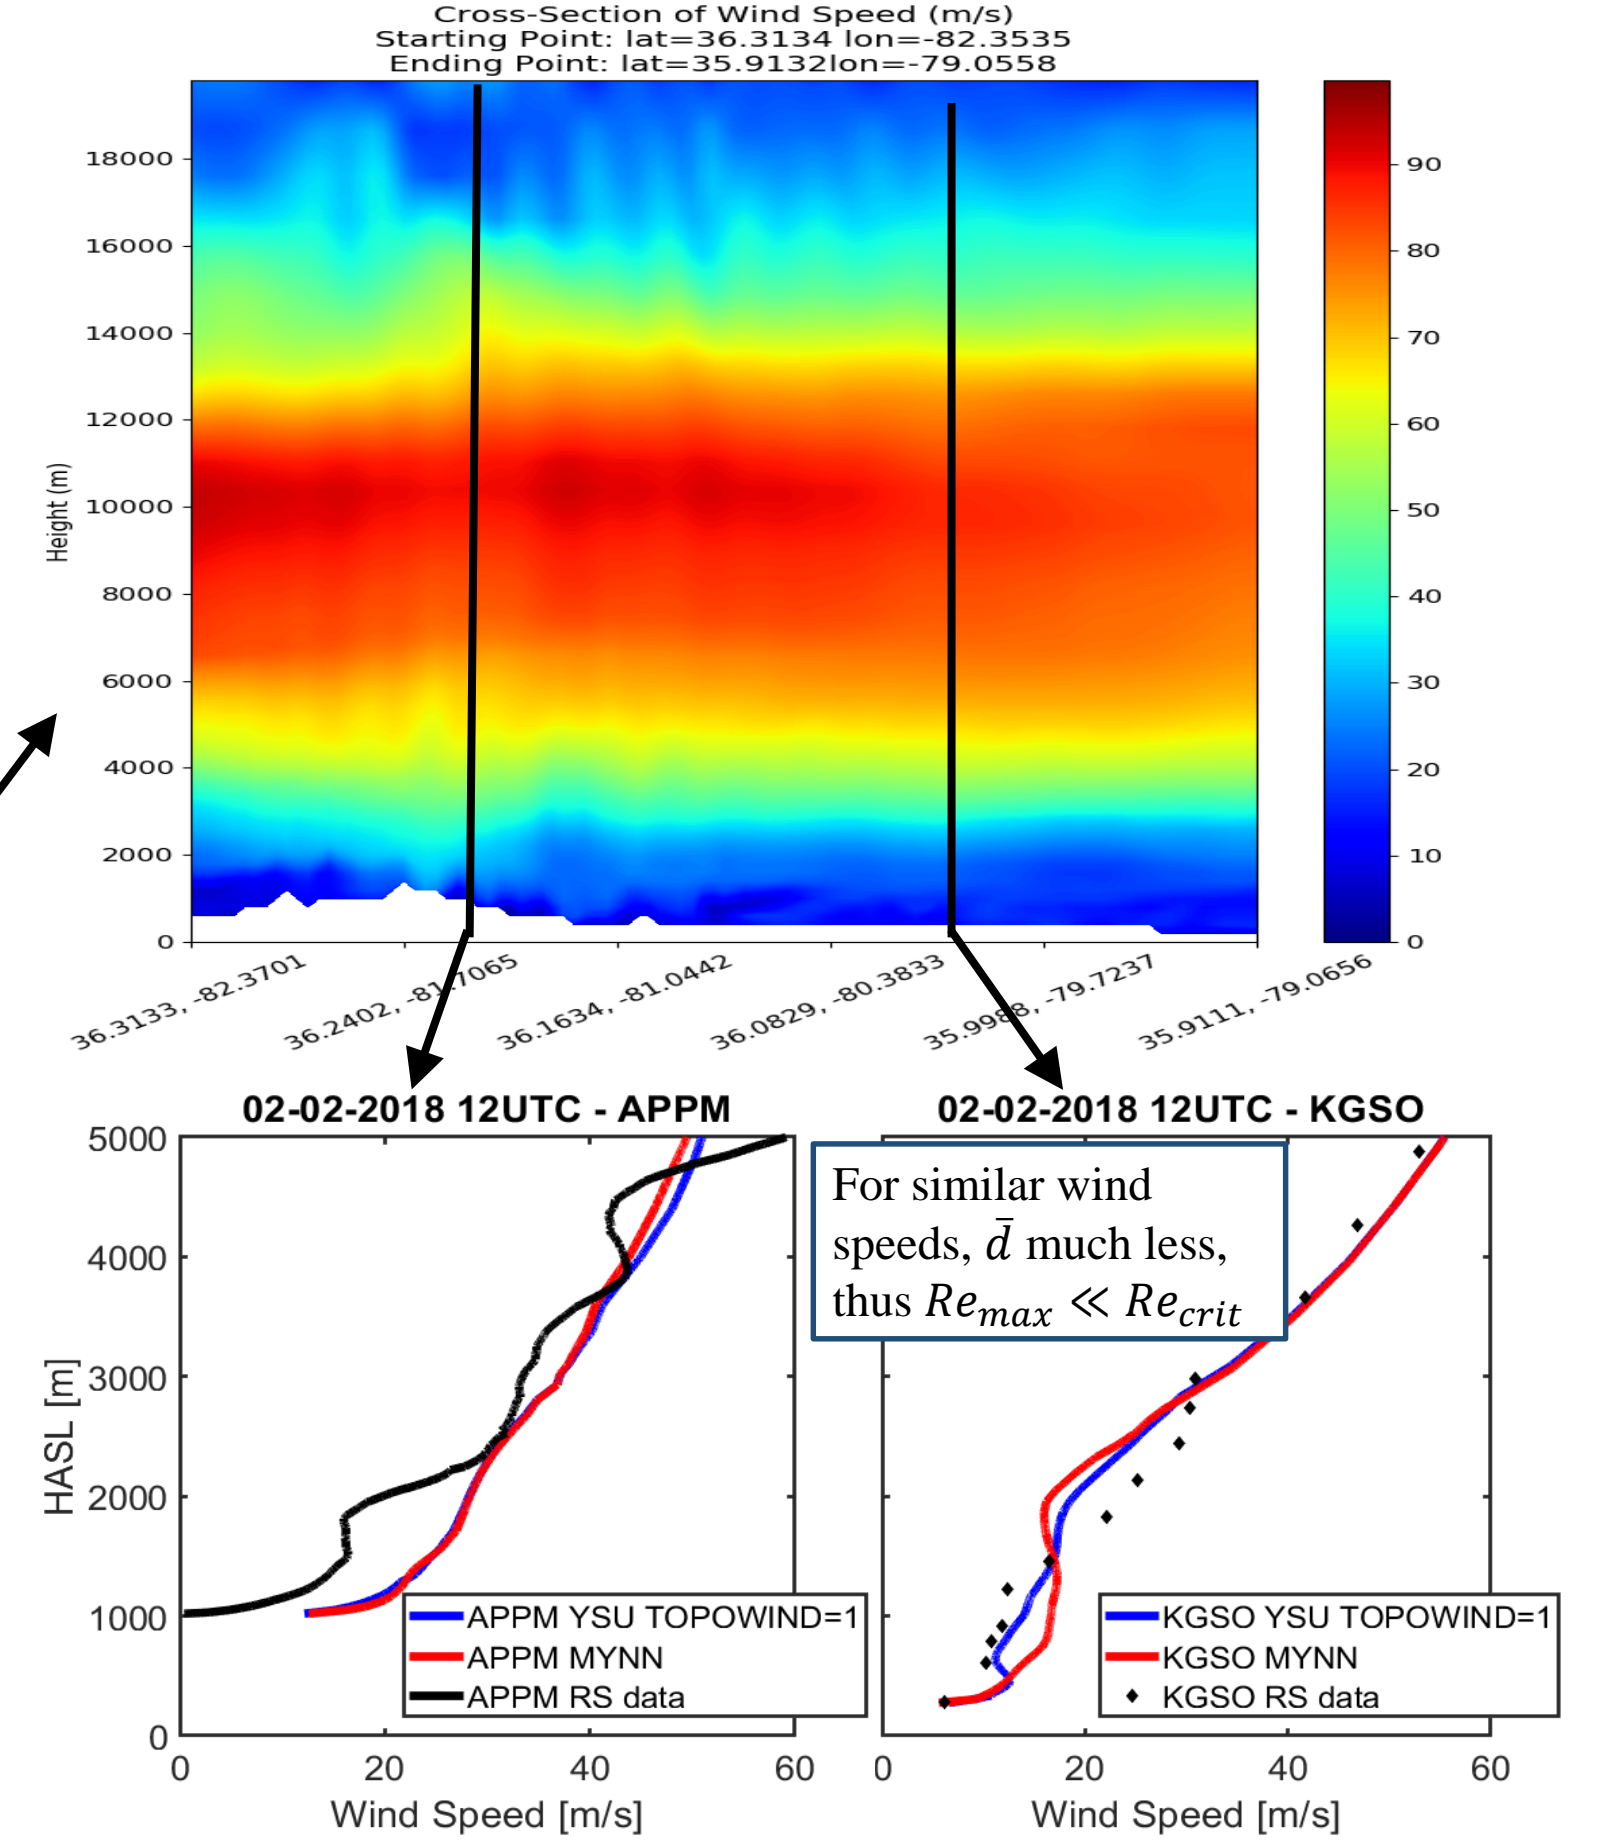 Cross-Section of Wind Speed (m/s)
Starting Point: lat=36.3134 lon=-82.3535
Ending Point: lat=35.9132lon=-79.0558
Height (m)
18000
16000
14000
12000
10000
8000
6000
4000
2000
0
90
80
70
60
50
40
30
20
10
0
36.3133, -82.3701
36.2402, -81.7065
36.1634, -81.0442
36.0829, -80.3833
35.9988, -79.7237
35.9111, -79.0656
02-02-2018 12UTC - APPM
HASL [m]
5000
4000
3000
2000
1000
0
APPM YSU TOPOWIND=1
APPM MYNN
APPM RS data
0 20 40 60
Wind Speed [m/s]
02-02-2018 12UTC - KGSO
For similar wind
speeds, d̄ much less,
thus Re_max ≪ Re_crit
KGSO YSU TOPOWIND=1
KGSO MYNN
KGSO RS data
0 20 40 60
Wind Speed [m/s]